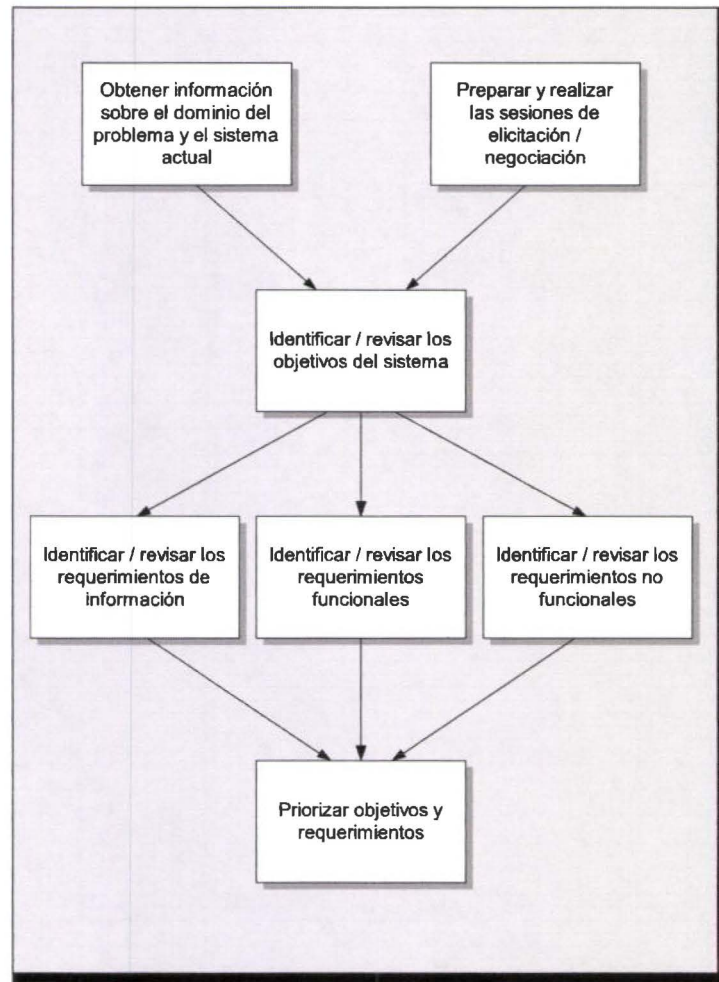 Obtener información
sobre el dominio del
problema y el sistema
actual
Preparar y realizar
las sesiones de
elicitación /
negociación
Identificar / revisar los
objetivos del sistema
Identificar / revisar los
requerimientos de
información
Identificar / revisar los
requerimientos
funcionales
Identificar / revisar los
requerimientos no
funcionales
Priorizar objetivos y
requerimientos